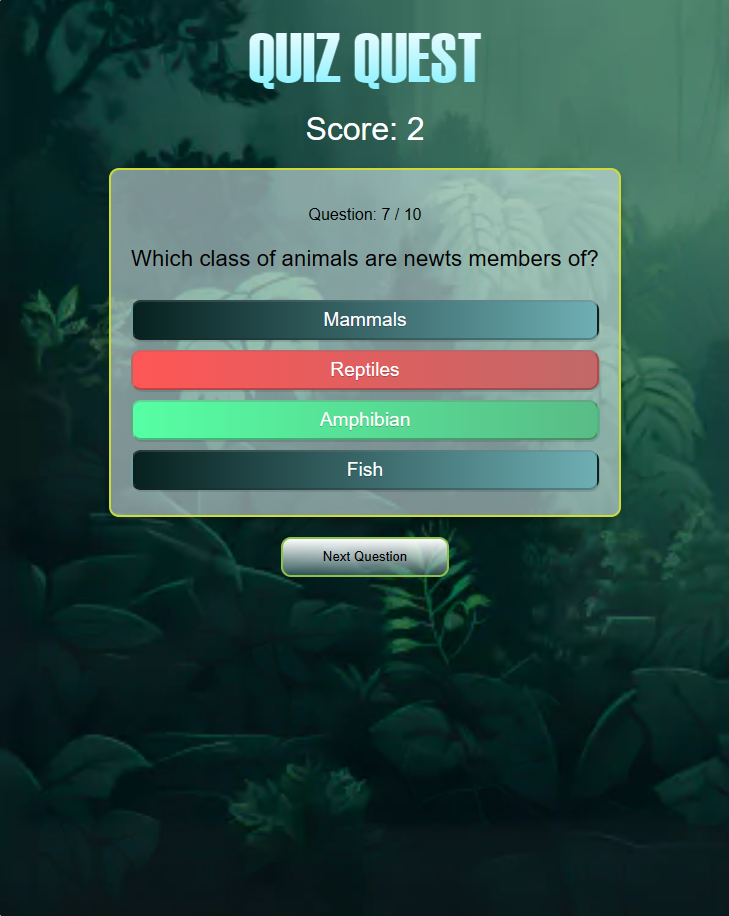 QUIZ QUEST
Score: 2
Question: 7 / 10
Which class of animals are newts members of?
Mammals
Reptiles
Amphibian
Fish
Next Question